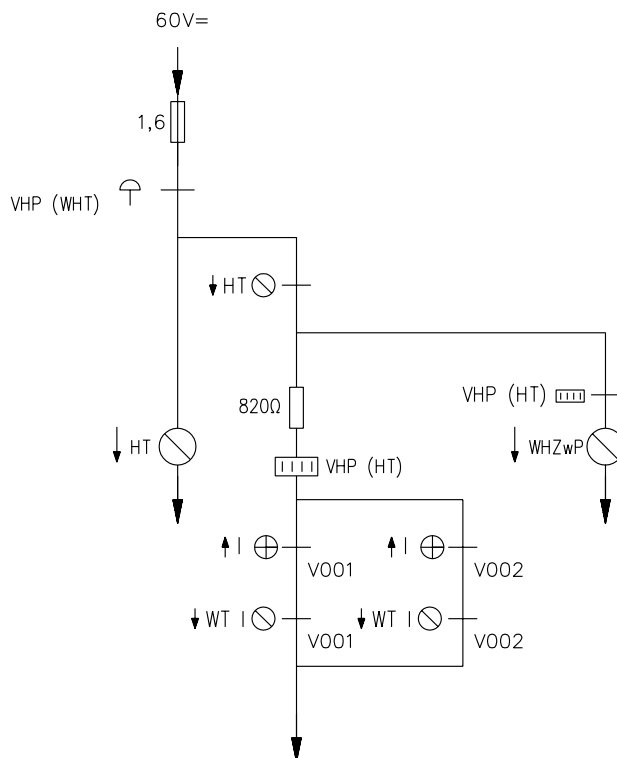 60V=
1,6
VHP (WHT)
HT
VHP (HT)
820Ω
HT
WHZwP
VHP (HT)
I
I
V001
V002
WT I
WT I
V001
V002